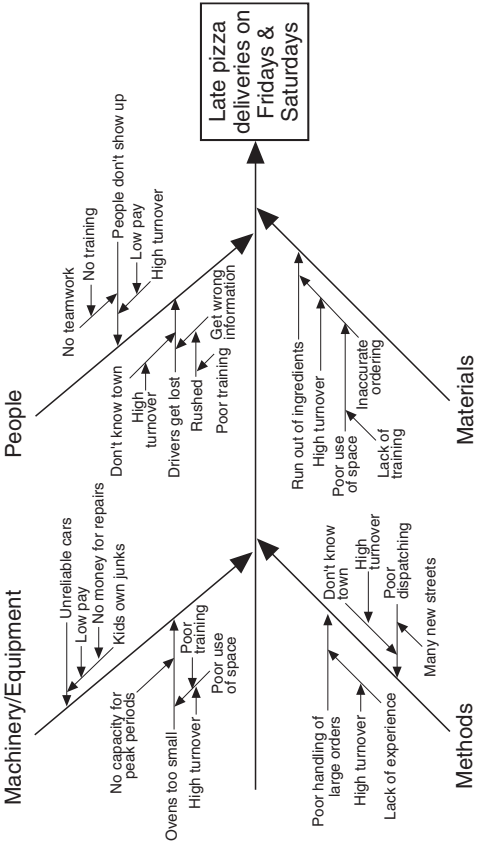 Machinery/Equipment
Unreliable cars
Low pay
No money for repairs
Kids own junks
No capacity for
peak periods
Ovens too small
High turnover
Poor
training
Poor use
of space
People
No teamwork
No training
People don't show up
Low pay
High turnover
Don't know town
High
turnover
Drivers get lost
Rushed
Get wrong
information
Poor training
Late pizza
deliveries on
Fridays &
Saturdays
Methods
Poor handling of
large orders
High turnover
Lack of experience
Don't know
town
High
turnover
Poor
dispatching
Many new streets
Materials
Run out of ingredients
High turnover
Poor use
of space
Inaccurate
ordering
Lack of
training